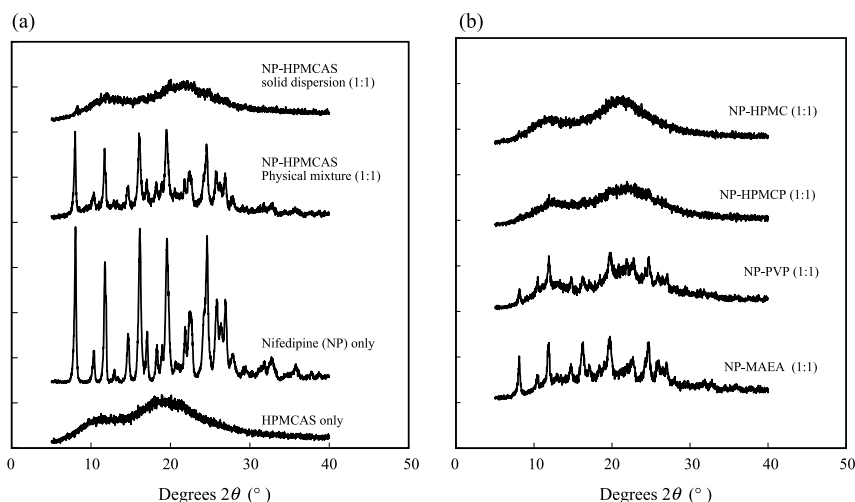 (a)
NP-HPMCAS
solid dispersion (1:1)
NP-HPMCAS
Physical mixture (1:1)
Nifedipine (NP) only
HPMCAS only
0 10 20 30 40 50
Degrees 2θ (°)
(b)
NP-HPMC (1:1)
NP-HPMCP (1:1)
NP-PVP (1:1)
NP-MAEA (1:1)
0 10 20 30 40 50
Degrees 2θ (°)